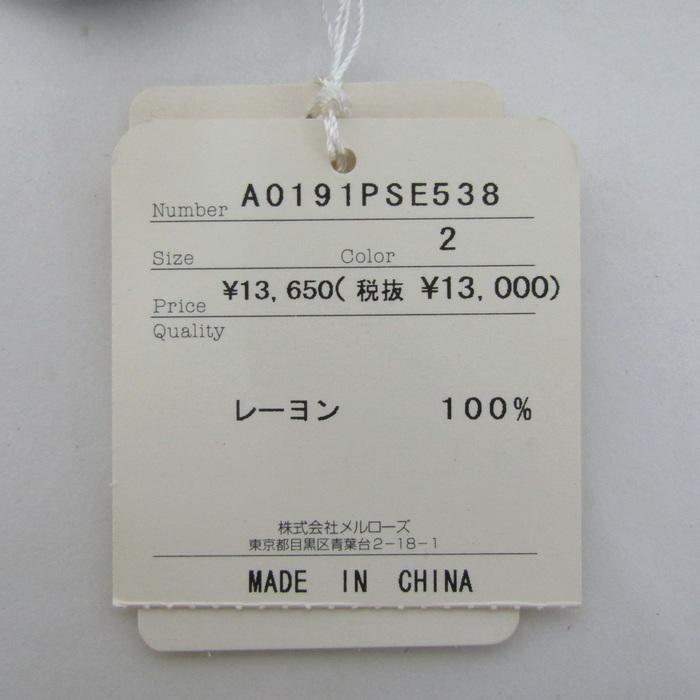 Number A0191PSE538
Size Color 2
Price ¥13,650(税抜 ¥13,000)
Quality
レーヨン 100%
株式会社メルローズ
東京都目黒区青葉台2-18-1
MADE IN CHINA